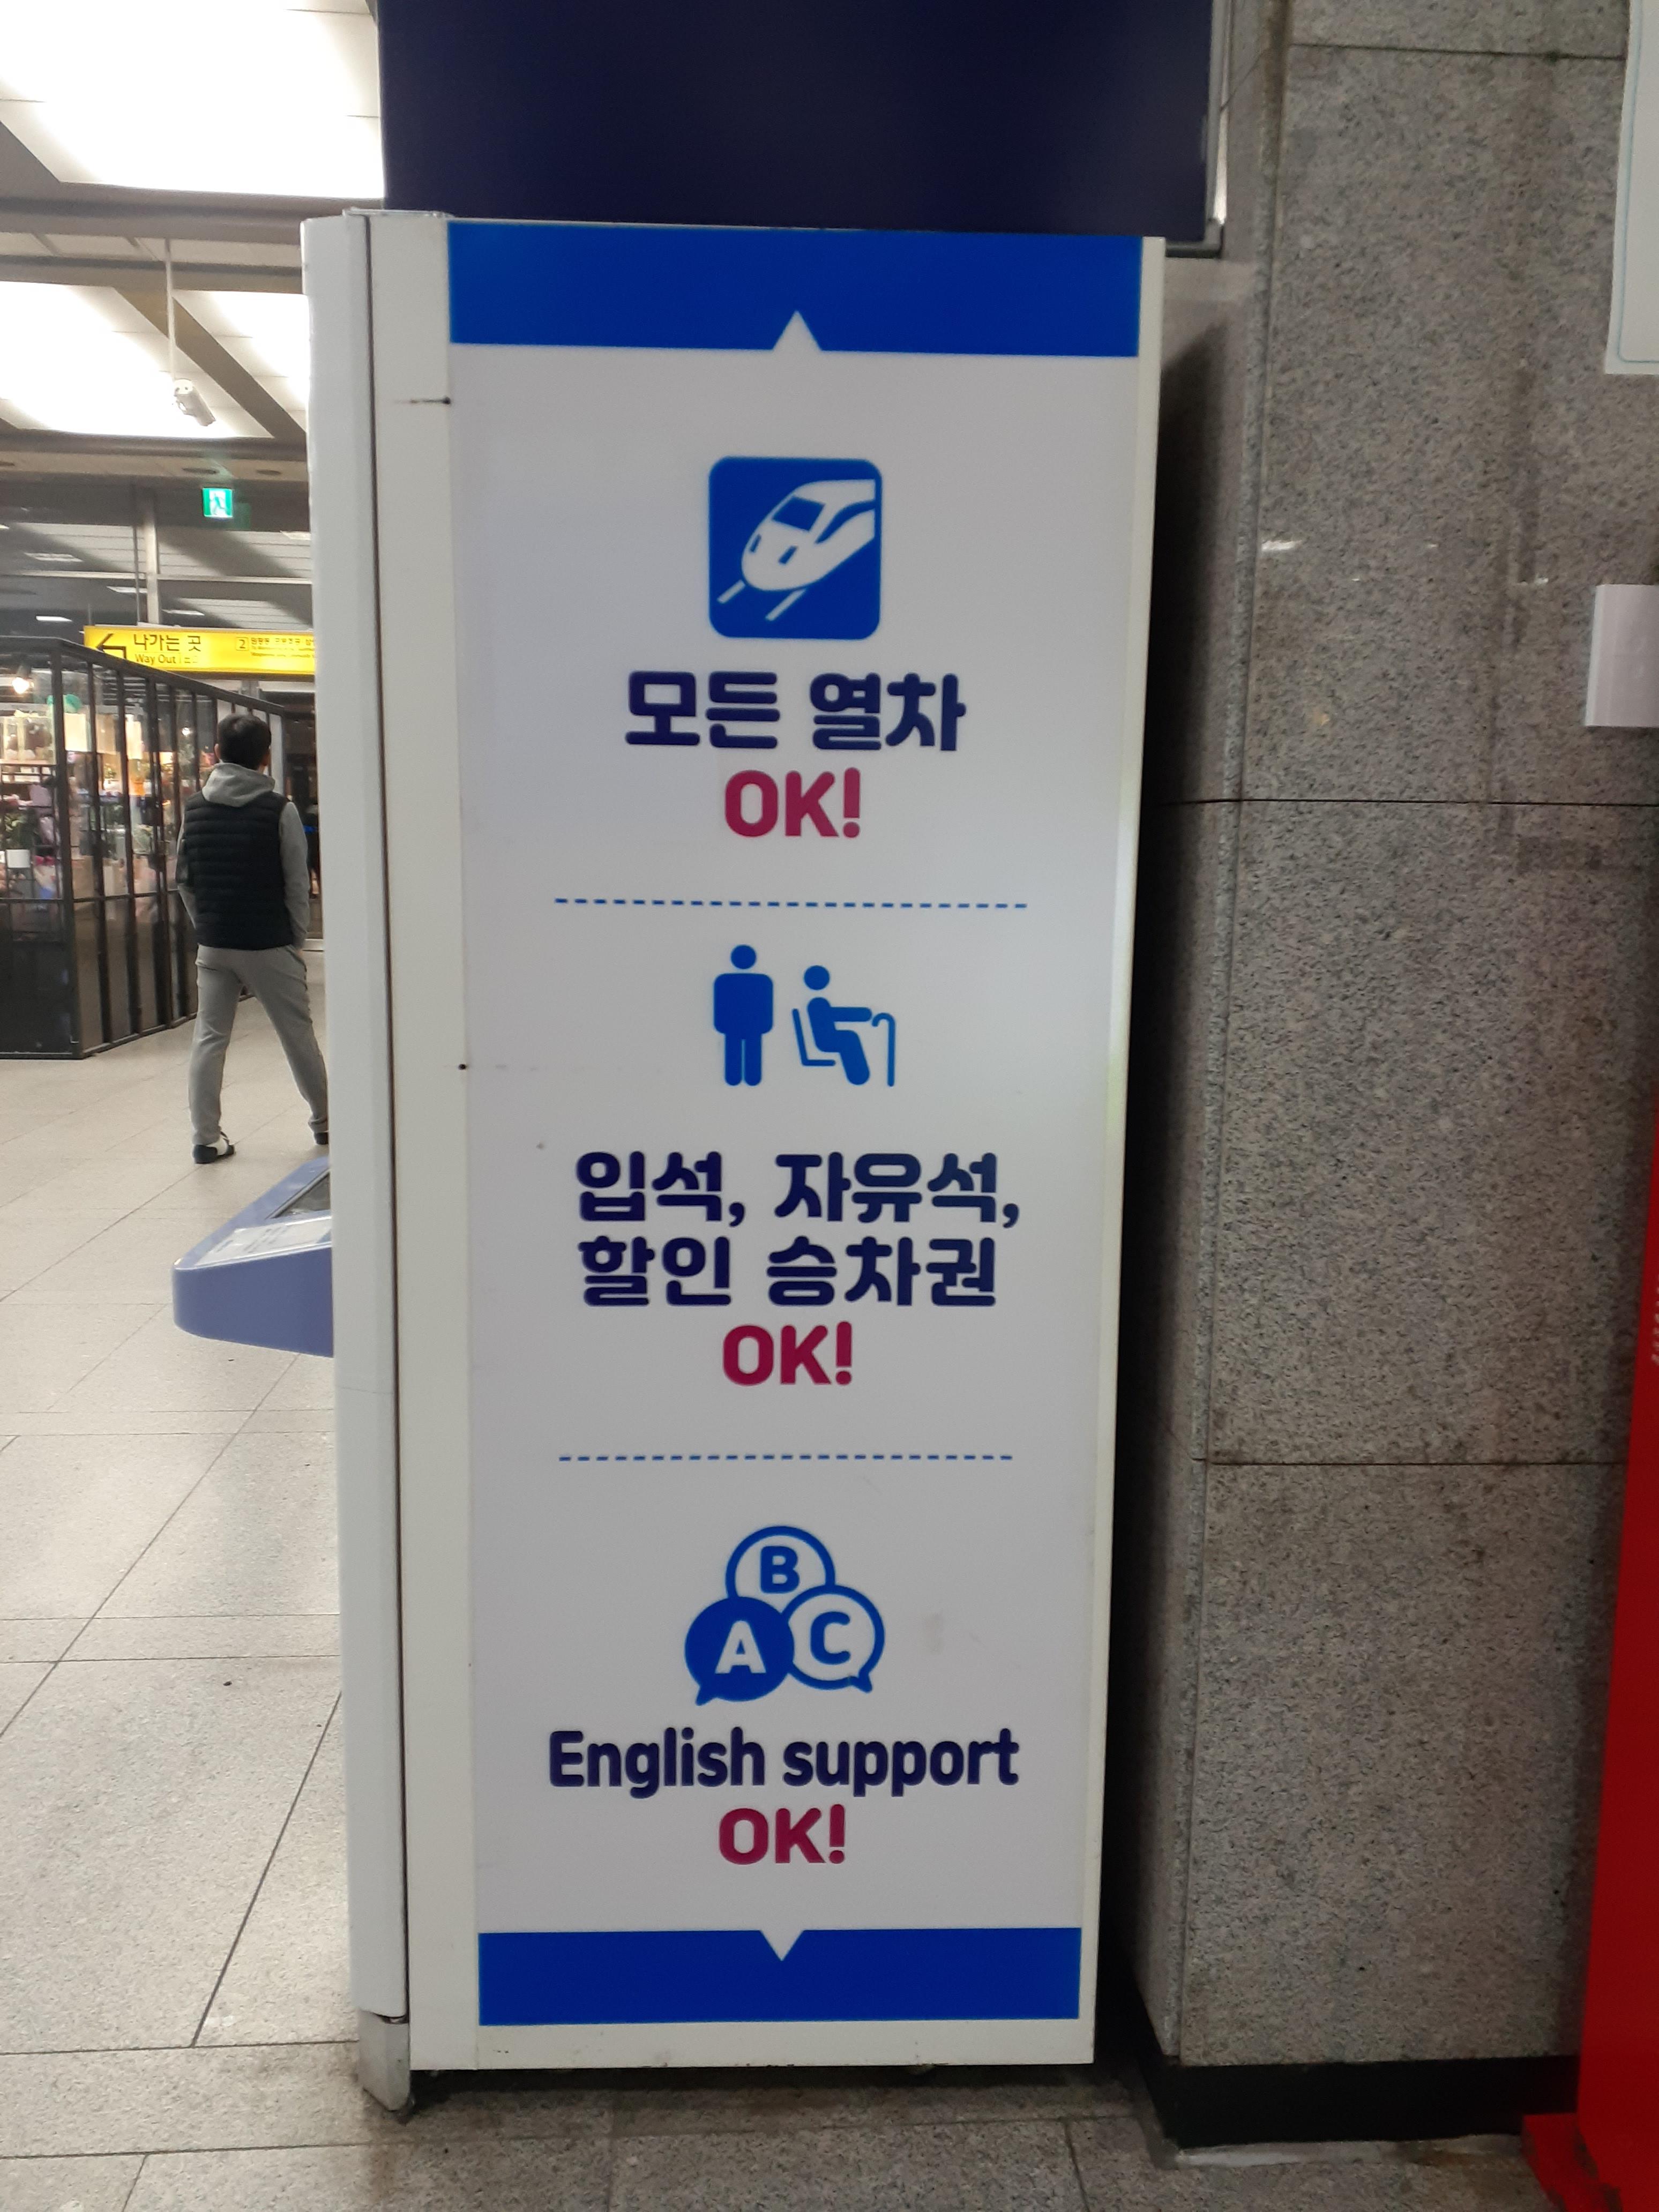 나가는 곳
Way Out
2
모든 열차
OK!
입석, 자유석,
할인 승차권
OK!
B
A C
English support
OK!